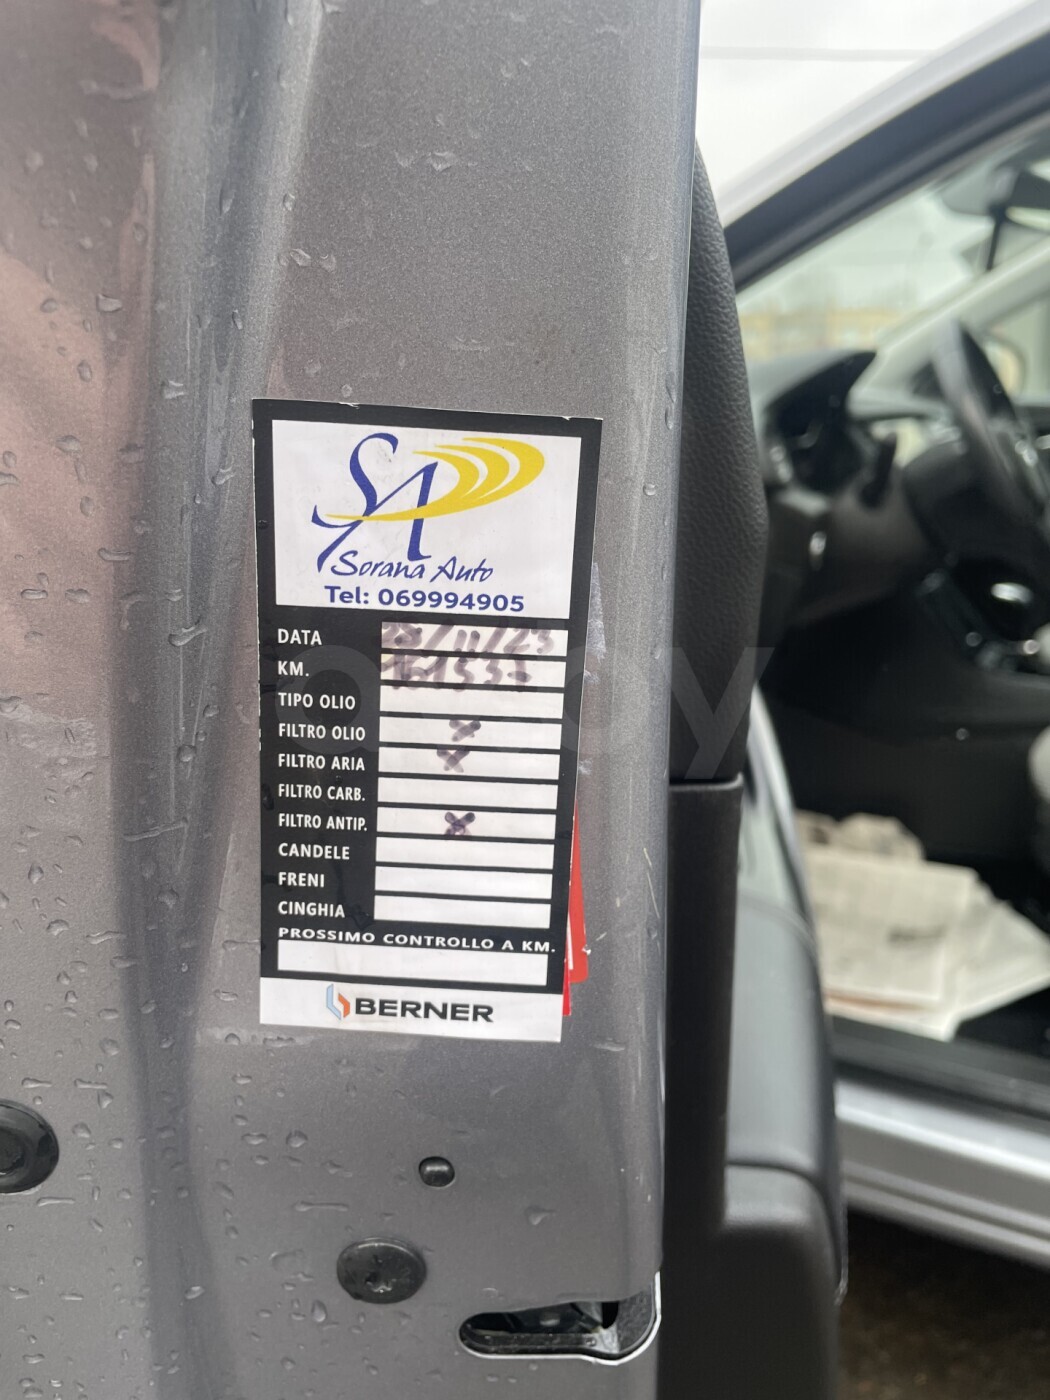 SA
Sorana Auto
Tel: 069994905
DATA
KM.
TIPO OLIO
FILTRO OLIO X
FILTRO ARIA X
FILTRO CARB.
FILTRO ANTIP. X
CANDELE
FRENI
CINGHIA
PROSSIMO CONTROLLO A KM.
BERNER